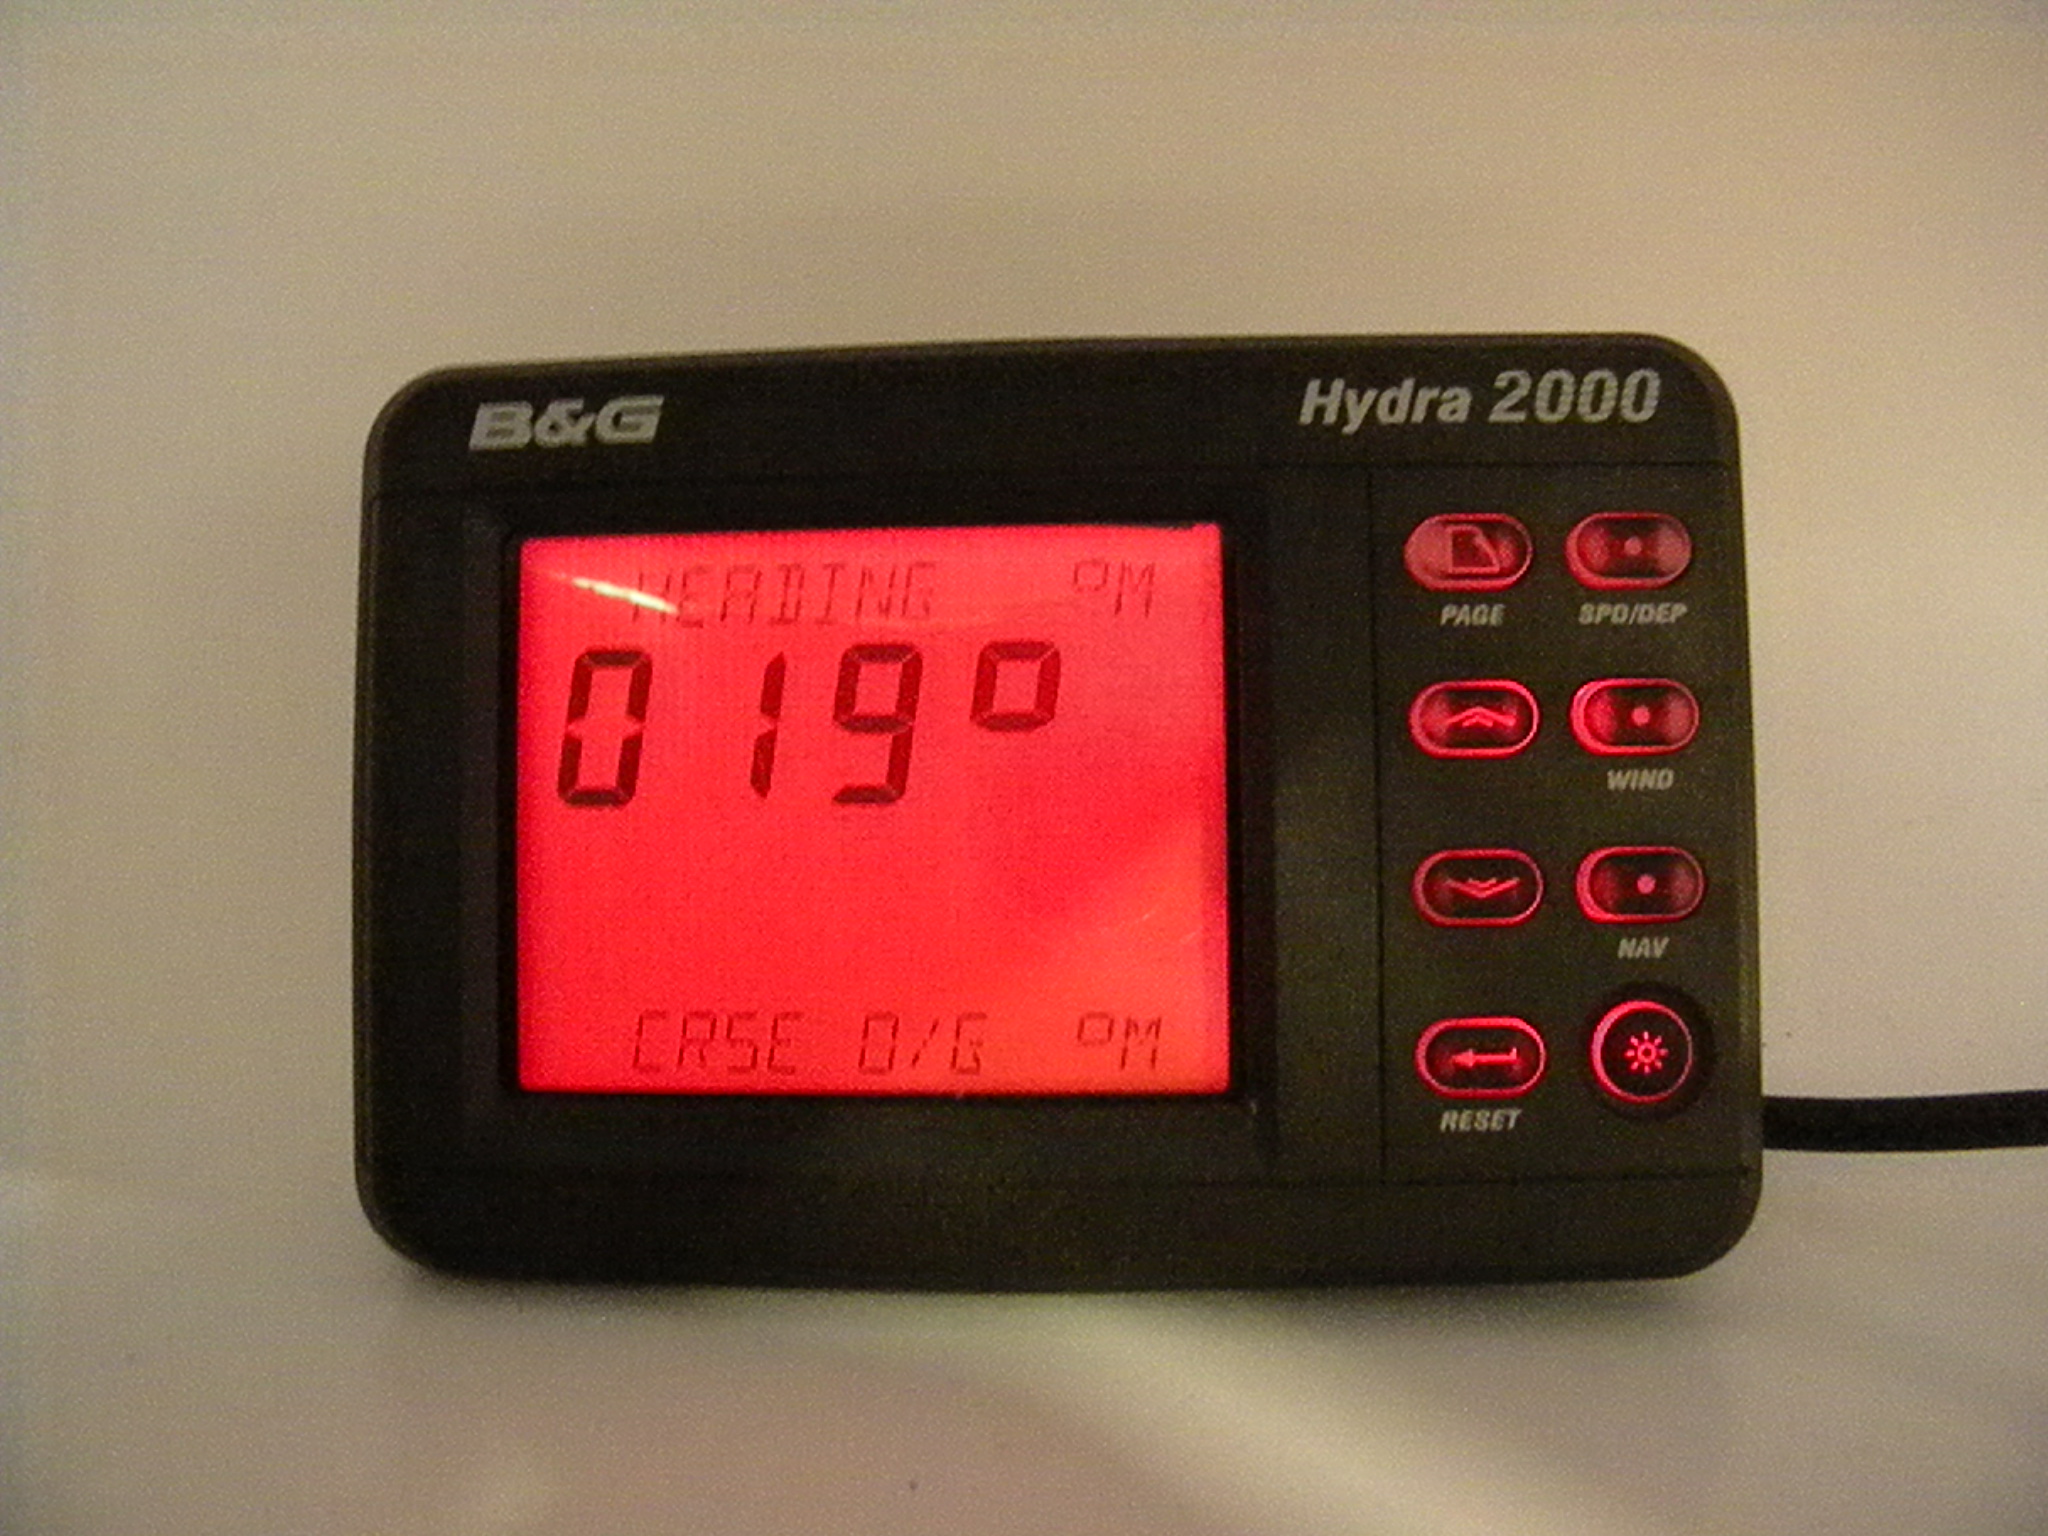 B&G
Hydra 2000
HEADING °M
019°
CRSE O/G °M
PAGE
SPD/DEP
WIND
NAV
RESET